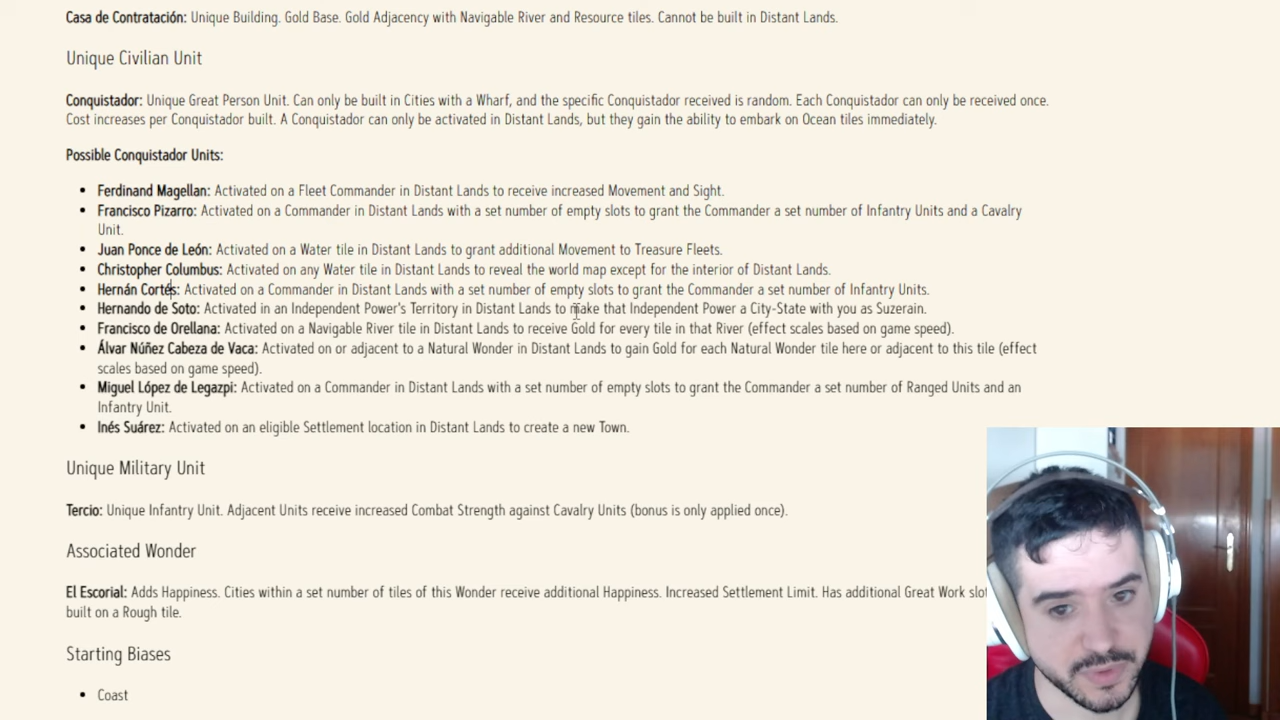 Casa de Contratación: Unique Building. Gold Base. Gold Adjacency with Navigable River and Resource tiles. Cannot be built in Distant Lands.
Unique Civilian Unit
Conquistador: Unique Great Person Unit. Can only be built in Cities with a Wharf, and the specific Conquistador received is random. Each Conquistador can only be received once.
Cost increases per Conquistador built. A Conquistador can only be activated in Distant Lands, but they gain the ability to embark on Ocean tiles immediately.
Possible Conquistador Units:
• Ferdinand Magellan: Activated on a Fleet Commander in Distant Lands to receive increased Movement and Sight.
• Francisco Pizarro: Activated on a Commander in Distant Lands with a set number of empty slots to grant the Commander a set number of Infantry Units and a Cavalry
Unit.
• Juan Ponce de León: Activated on a Water tile in Distant Lands to grant additional Movement to Treasure Fleets.
• Christopher Columbus: Activated on any Water tile in Distant Lands to reveal the world map except for the interior of Distant Lands.
• Hernán Cortés: Activated on a Commander in Distant Lands with a set number of empty slots to grant the Commander a set number of Infantry Units.
• Hernando de Soto: Activated in an Independent Power's Territory in Distant Lands to make that Independent Power a City-State with you as Suzerain.
• Francisco de Orellana: Activated on a Navigable River tile in Distant Lands to receive Gold for every tile in that River (effect scales based on game speed).
• Álvar Núñez Cabeza de Vaca: Activated on or adjacent to a Natural Wonder in Distant Lands to gain Gold for each Natural Wonder tile here or adjacent to this tile (effect
scales based on game speed).
• Miguel López de Legazpi: Activated on a Commander in Distant Lands with a set number of empty slots to grant the Commander a set number of Ranged Units and an
Infantry Unit.
• Inés Suárez: Activated on an eligible Settlement location in Distant Lands to create a new Town.
Unique Military Unit
Tercio: Unique Infantry Unit. Adjacent Units receive increased Combat Strength against Cavalry Units (bonus is only applied once).
Associated Wonder
El Escorial: Adds Happiness. Cities within a set number of tiles of this Wonder receive additional Happiness. Increased Settlement Limit. Has additional Great Work slo
built on a Rough tile.
Starting Biases
• Coast